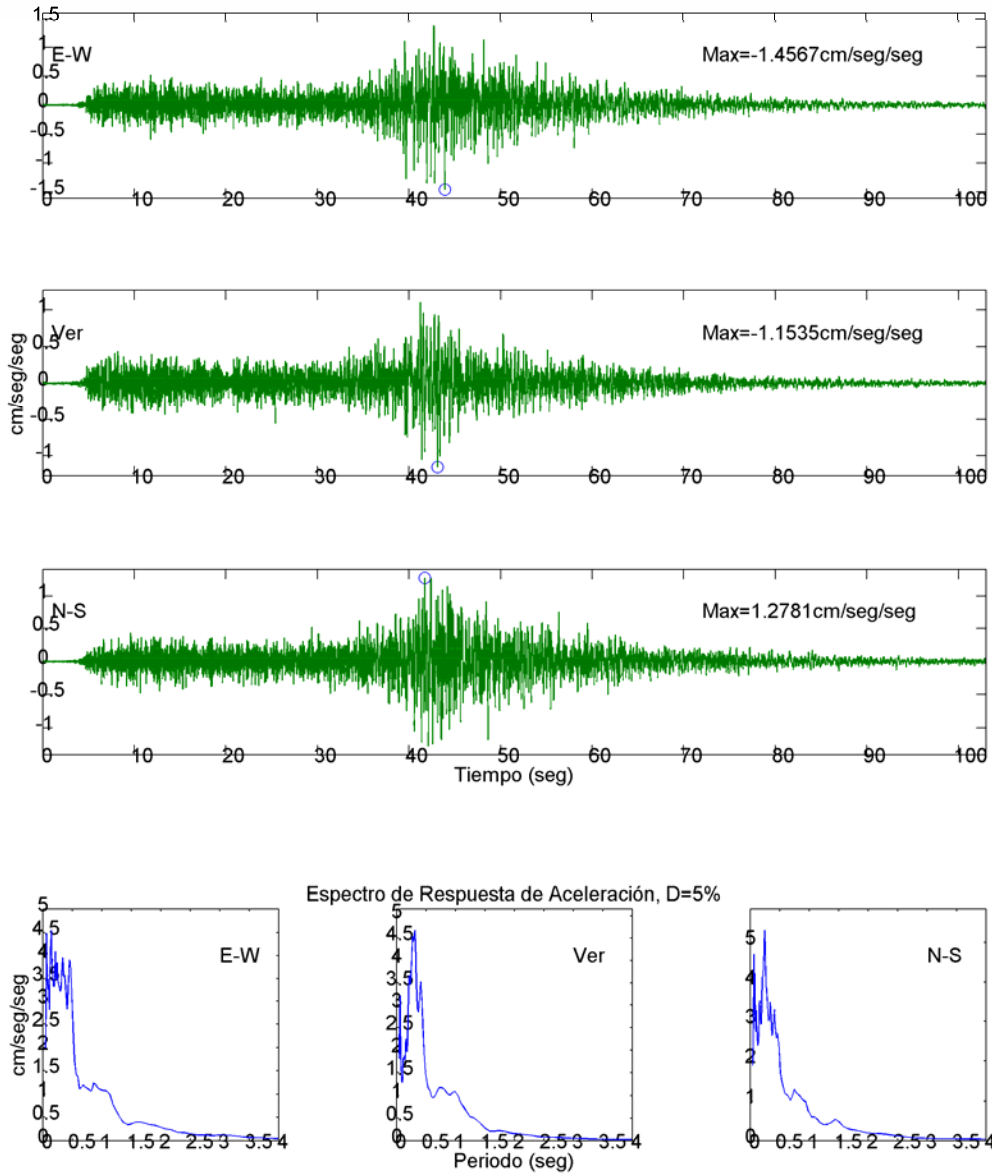 1.5
E-W
Max=-1.4567cm/seg/seg
0.5
0
-0.5
-1
-1.5
0 10 20 30 40 50 60 70 80 90 100
1
Ver
Max=-1.1535cm/seg/seg
0.5
0
-0.5
-1
cm/seg/seg
0 10 20 30 40 50 60 70 80 90 100
1
N-S
Max=1.2781cm/seg/seg
0.5
0
-0.5
-1
0 10 20 30 40 50 60 70 80 90 100
Tiempo (seg)
Espectro de Respuesta de Aceleración, D=5%
5
4.5
4
3.5
3
2.5
2
1.5
1
0.5
0
cm/seg/seg
E-W
0.5 1 1.5 2 2.5 3 3.5 4
5
4.5
4
3.5
3
2.5
2
1.5
1
0.5
0
Ver
0.5 1 1.5 2 2.5 3 3.5 4
Periodo (seg)
5
4
3
2
1
0
N-S
0.5 1 1.5 2 2.5 3 3.5 4